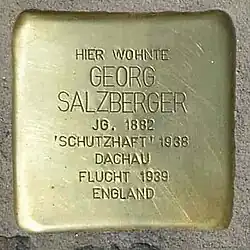 HIER WOHNTE
GEORG
SALZBERGER
JG. 1882
'SCHUTZHAFT' 1938
DACHAU
FLUCHT 1939
ENGLAND